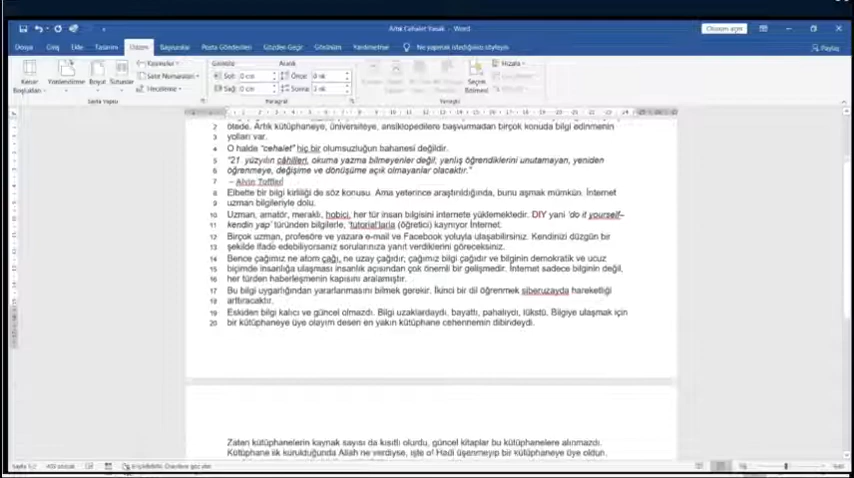 Artık Cehalet Yasak - Word
Oturum açın
Dosya Giriş Ekle Tasarım Düzen Başvurular Posta Gönderileri Gözden Geçir Görünüm Yardım Ne yapmak istediğinizi söyleyin
Paylaş
Kenar Boşlukları Yönlendirme Boyut Sütunlar
Kesmeler
Satır Numaraları
Heceleme
Sayfa Yapısı
Girinti
Sol: 0 cm
Sağ: 0 cm
Aralık
Önce: 0 nk
Sonra:
Paragraf
Seçim Bölmesi
Hizala
Yerleştir
2 ötede. Artık kütüphaneye, üniversiteye, ansiklopedilere başvurmadan birçok konuda bilgi edinmenin
3 yolları var.
4 O halde “cehalet” hiç bir olumsuzluğun bahanesi değildir.
5 “21 yüzyılın câhilleri, okuma yazma bilmeyenler değil; yanlış öğrendiklerini unutamayan, yeniden
6 öğrenmeye, değişime ve dönüşüme açık olmayanlar olacaktır.”
7 – Alvin Toffler
8 Elbette bir bilgi kirliliği de söz konusu. Ama yeterince araştırıldığında, bunu aşmak mümkün. İnternet
9 uzman bilgileriyle dolu.
10 Uzman, amatör, meraklı, hobici, her tür insan bilgisini internete yüklemektedir. DIY yani ‘do it yourself–
11 kendin yap’ türünden bilgilerle, ‘tutorial’larla (öğretici) kaynıyor İnternet.
12 Birçok uzman, profesöre ve yazara e-mail ve Facebook yoluyla ulaşabilirsiniz. Kendinizi düzgün bir
13 şekilde ifade edebiliyorsanız sorularınıza yanıt verdiklerini göreceksiniz.
14 Bence çağımız ne atom çağı, ne uzay çağıdır; çağımız bilgi çağıdır ve bilginin demokratik ve ucuz
15 biçimde insanlığa ulaşması insanlık açısından çok önemli bir gelişmedir. İnternet sadece bilginin değil,
16 her türden haberleşmenin kapısını aralamıştır.
17 Bu bilgi uygarlığından yararlanmasını bilmek gerekir. İkinci bir dil öğrenmek siberuzayda hareketliği
18 arttıracaktır.
19 Eskiden bilgi kalıcı ve güncel olmazdı. Bilgi uzaklardaydı, bayattı, pahalıydı, lükstü. Bilgiye ulaşmak için
20 bir kütüphaneye üye olayım desen en yakın kütüphane cehennemin dibindeydi.
Zaten kütüphanelerin kaynak sayısı da kısıtlı olurdu, güncel kitaplar bu kütüphanelere alınmazdı.
Kütüphane ilk kurulduğunda Allah ne verdiyse, işte o! Hadi üşenmeyip bir kütüphaneye üye oldun.